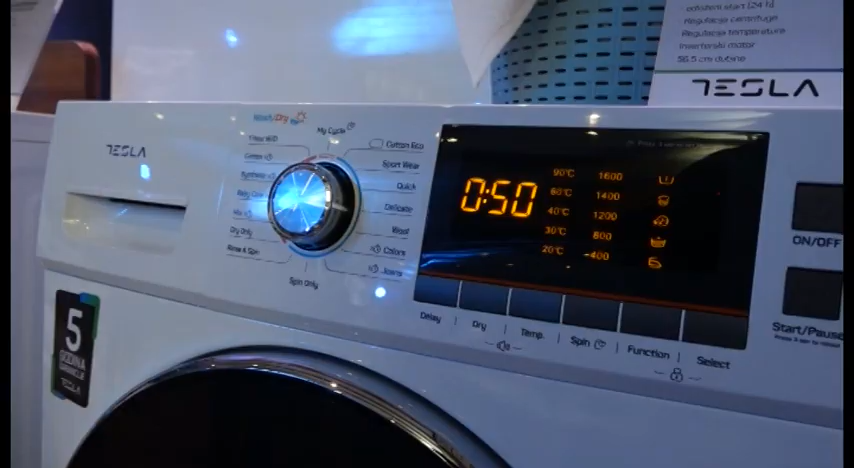 odloženi start (24 h)
Regulacija centrifuge
Regulacija temperature
Inverterski motor
56.5 cm dubine
TESLA
TESLA
Wash/Dry
My Cycle
Cotton Eco
Cotton
Sport Wear
Synthetic
Quick
Baby Care
Delicate
Mix
Wool
Dry Only
Colors
Rinse & Spin
Jeans
Spin Only
0:50
90°C 1600
60°C 1400
40°C 1200
30°C 800
20°C 400
ON/OFF
Start/Pause
Delay
Dry
Temp.
Spin
Function
Select
5
GODINA
GARANCIJE
TESLA